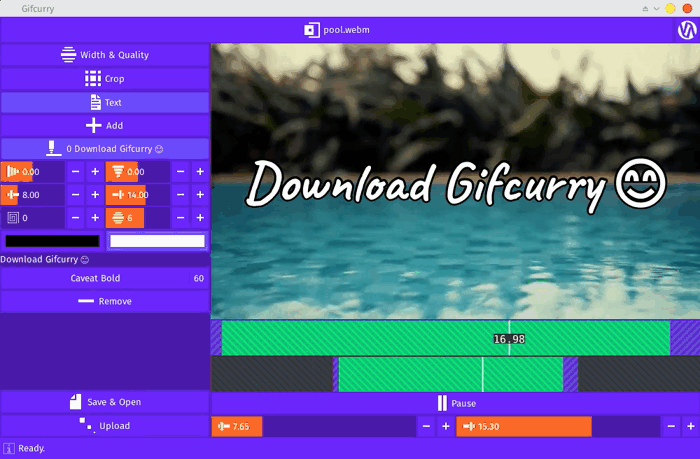 Gifcurry
pool.webm
Width & Quality
Crop
Text
Add
0 Download Gifcurry 😊
0.00 − + 0.00 − +
8.00 − + 14.00 − +
0 − + 6 − +
Download Gifcurry
Caveat Bold 60
Remove
Download Gifcurry 😊
16.98
Save & Open
Pause
Upload
7.65 − + 15.30 − +
Ready.